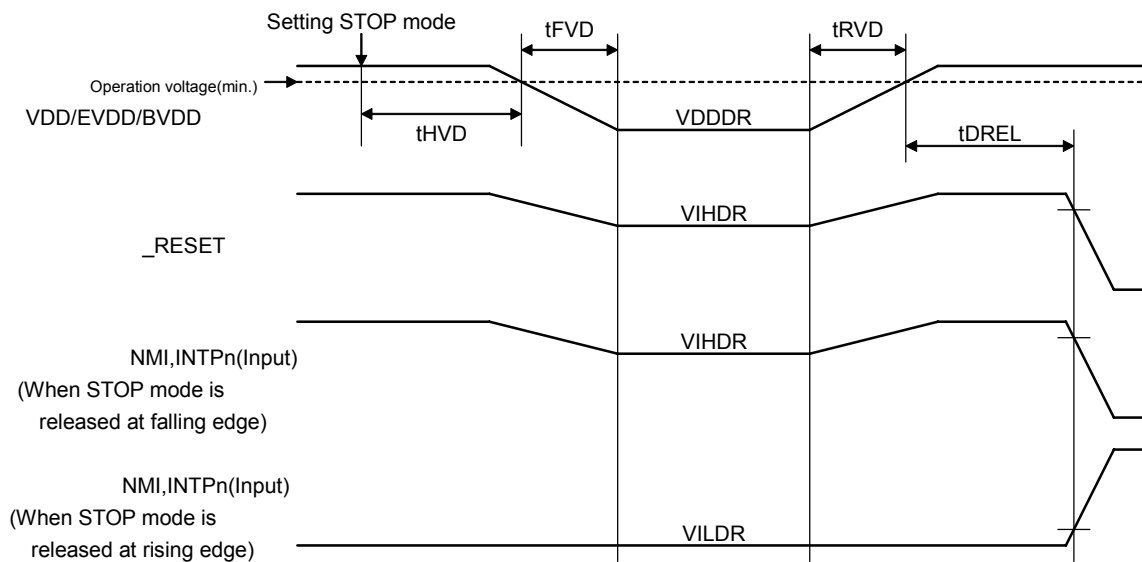 Setting STOP mode
tFVD
tRVD
Operation voltage(min.)
VDD/EVDD/BVDD
tHVD
VDDDR
tDREL
VIHDR
_RESET
VIHDR
NMI,INTPn(Input)
(When STOP mode is
released at falling edge)
NMI,INTPn(Input)
(When STOP mode is
released at rising edge)
VILDR